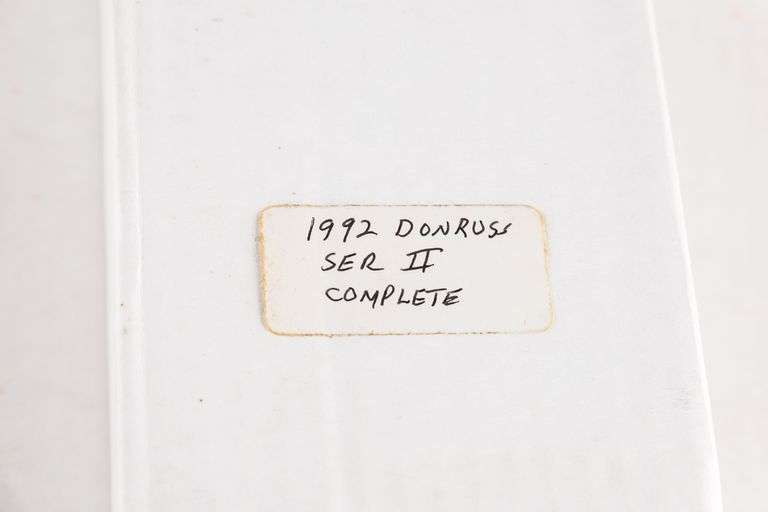 1992 DONRUSS
SER II
COMPLETE